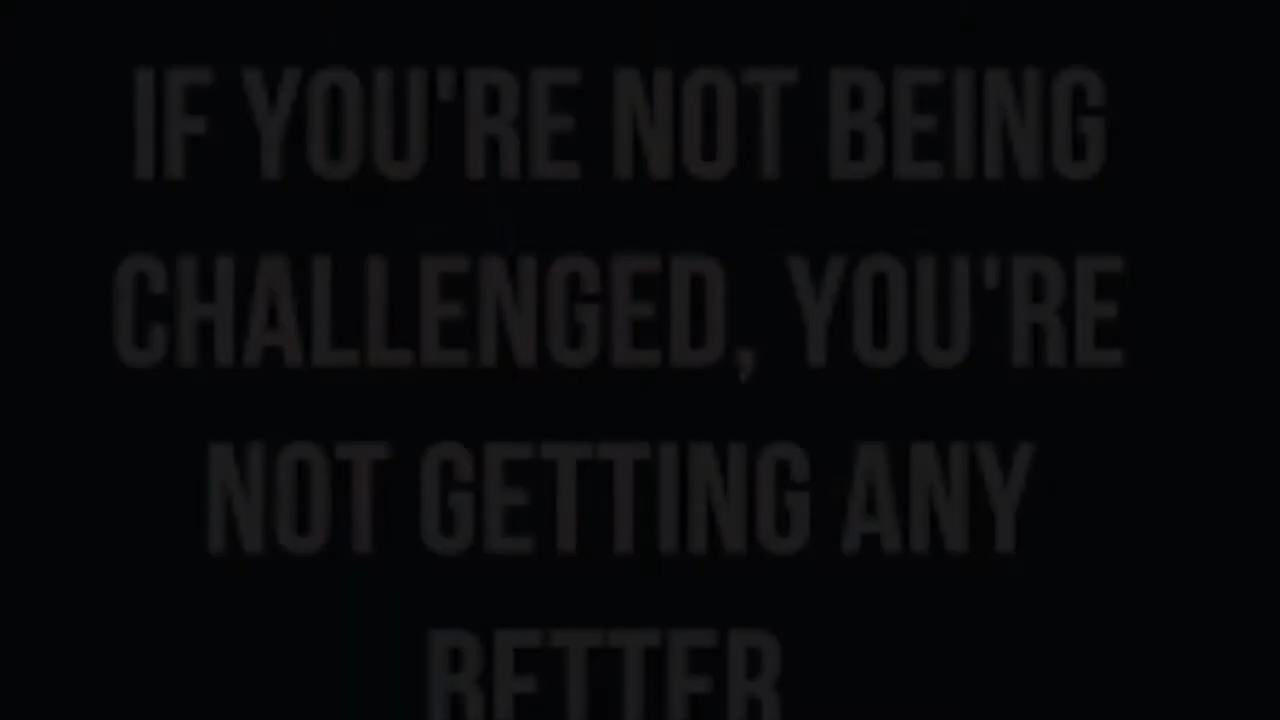 IF YOU'RE NOT BEING
CHALLENGED, YOU'RE
NOT GETTING ANY
BETTER